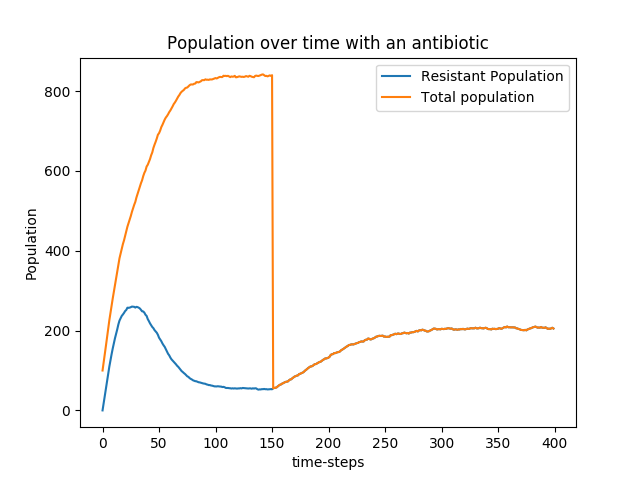 Population over time with an antibiotic
Resistant Population
Total population
Population
800
600
400
200
0
0 50 100 150 200 250 300 350 400
time-steps